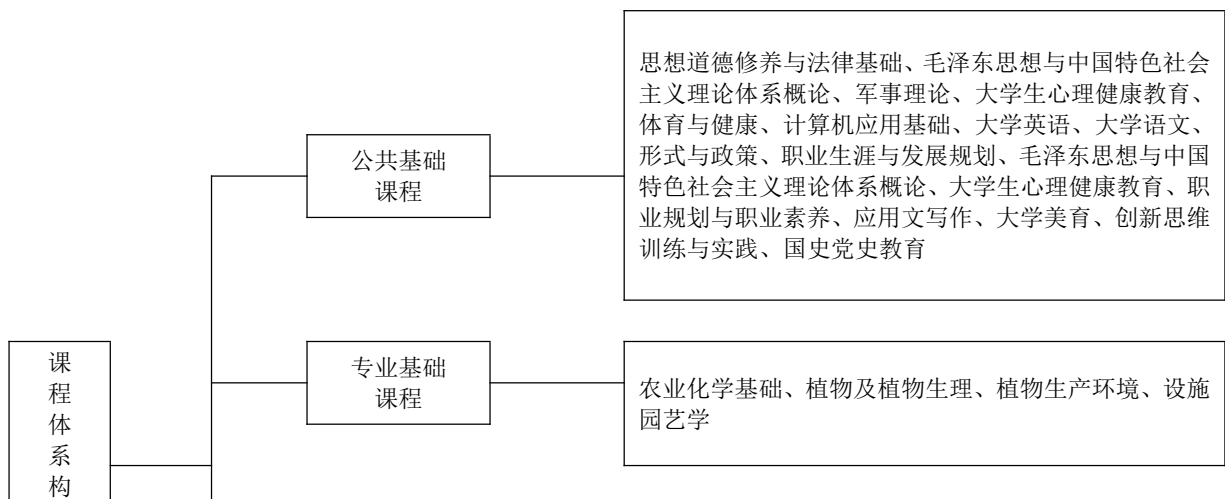 公共基础
课程
思想道德修养与法律基础、毛泽东思想与中国特色社会
主义理论体系概论、军事理论、大学生心理健康教育、
体育与健康、计算机应用基础、大学英语、大学语文、
形式与政策、职业生涯与发展规划、毛泽东思想与中国
特色社会主义理论体系概论、大学生心理健康教育、职
业规划与职业素养、应用文写作、大学美育、创新思维
训练与实践、国史党史教育
专业基础
课程
农业化学基础、植物及植物生理、植物生产环境、设施
园艺学
课
程
体
系
构